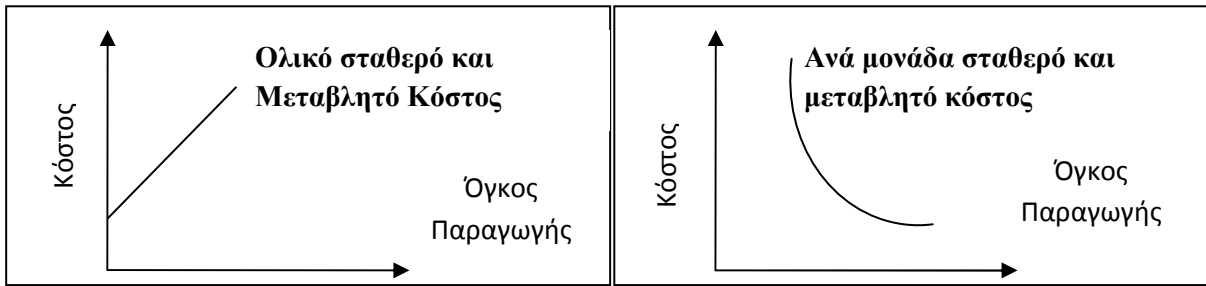 Ολικό σταθερό και
Μεταβλητό Κόστος
Κόστος
Όγκος
Παραγωγής
Ανά μονάδα σταθερό και
μεταβλητό κόστος
Κόστος
Όγκος
Παραγωγής